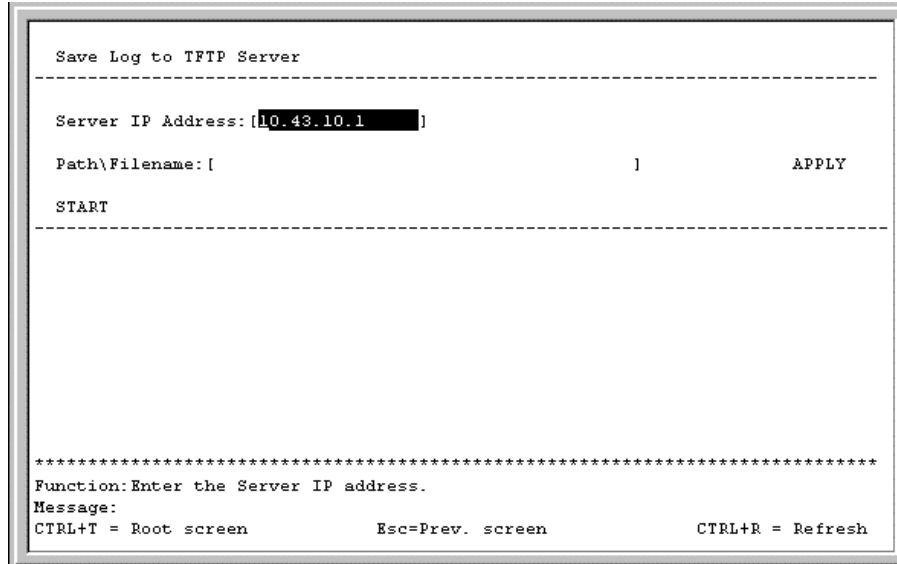 Save Log to TFTP Server
--------------------------------------------------------------------------------
Server IP Address:[10.43.10.1     ]
Path\Filename:[                                        ]               APPLY
START
--------------------------------------------------------------------------------
********************************************************************************
Function:Enter the Server IP address.
Message:
CTRL+T = Root screen            Esc=Prev. screen              CTRL+R = Refresh